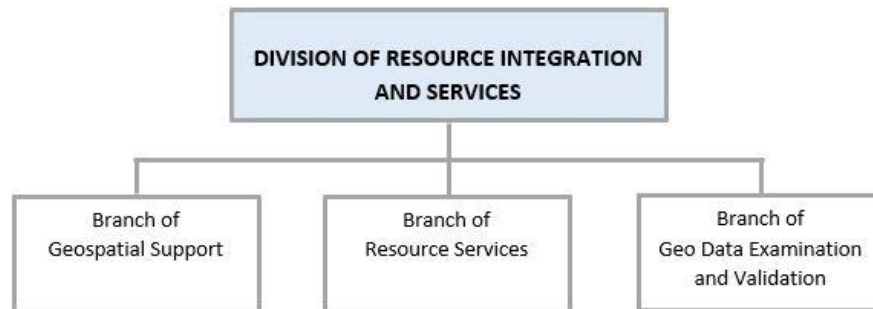 DIVISION OF RESOURCE INTEGRATION
AND SERVICES
Branch of
Geospatial Support
Branch of
Resource Services
Branch of
Geo Data Examination
and Validation